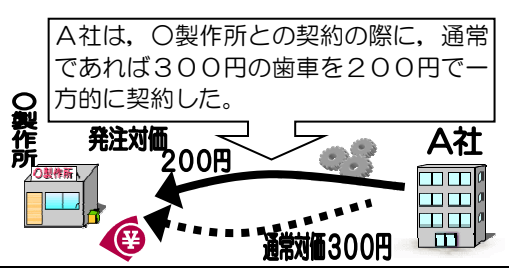 A社は，〇製作所との契約の際に，通常
であれば３００円の歯車を２００円で一
方的に契約した。
〇製作所
発注対価
200円
A社
〇製作所
¥
通常対価300円